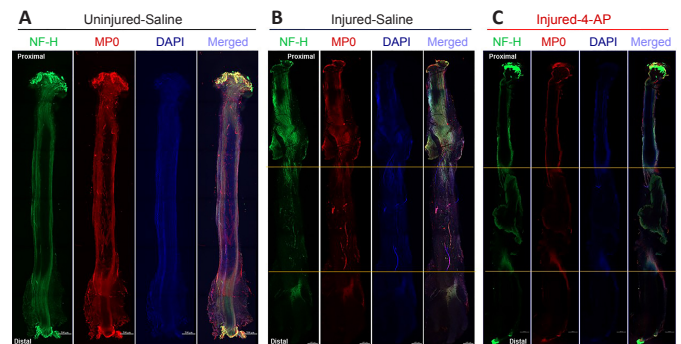 A Uninjured-Saline
NF-H MP0 DAPI Merged
Proximal
Distal
B Injured-Saline
NF-H MP0 DAPI Merged
Proximal
Distal
C Injured-4-AP
NF-H MP0 DAPI Merged
Proximal
Distal